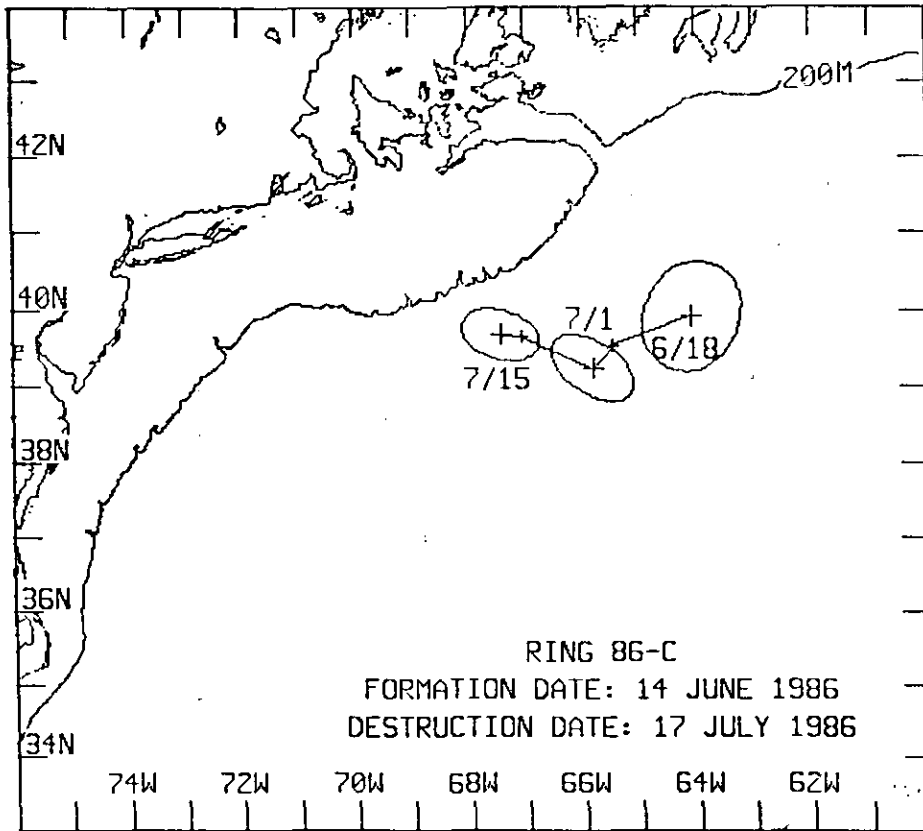 200M
42N
40N
7/1
6/18
7/15
38N
36N
RING 86-C
FORMATION DATE: 14 JUNE 1986
DESTRUCTION DATE: 17 JULY 1986
34N
74W 72W 70W 68W 66W 64W 62W